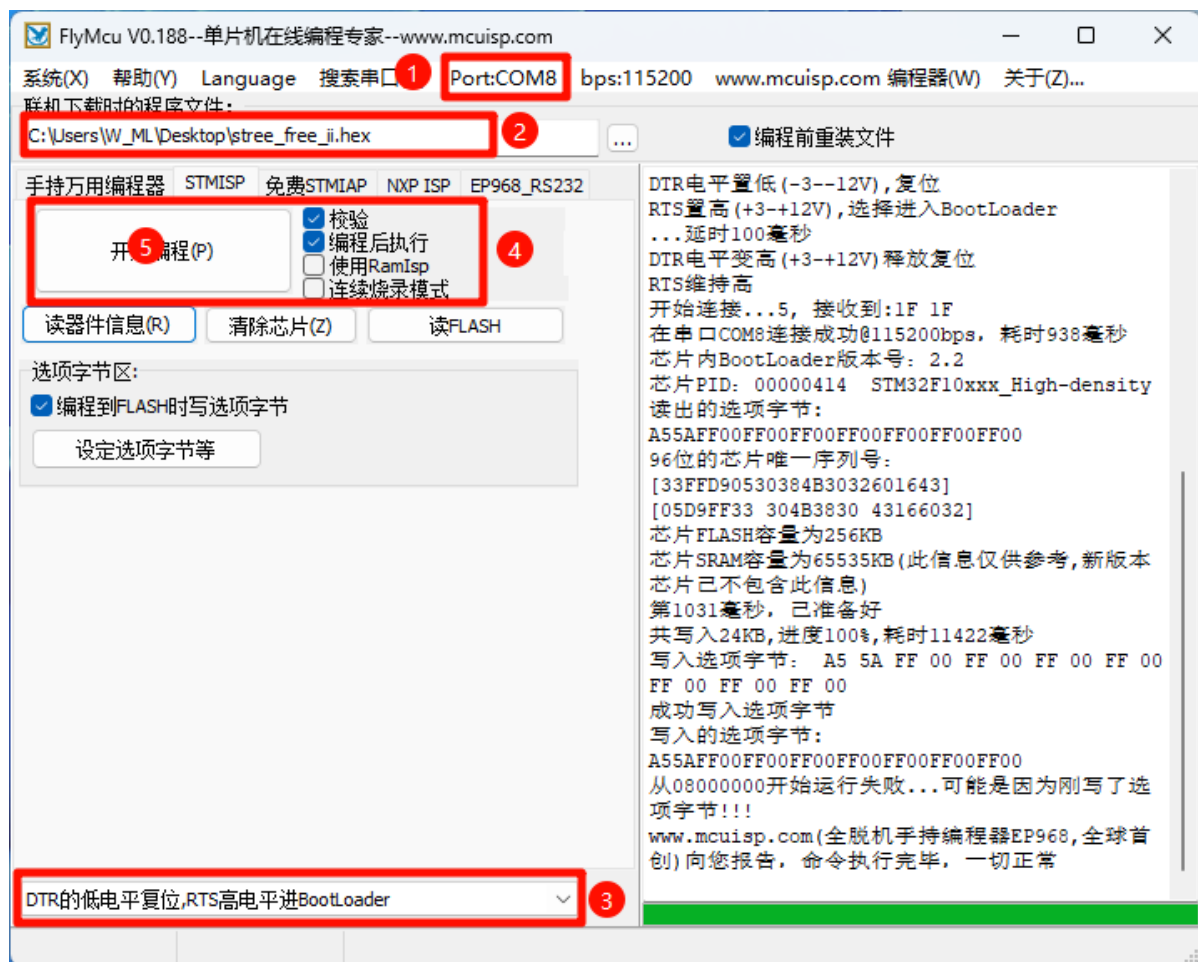 FlyMcu V0.188--单片机在线编程专家--www.mcuisp.com
系统(X) 帮助(Y) Language 搜索串口 1 Port:COM8 bps:115200 www.mcuisp.com 编程器(W) 关于(Z)...
联机下载时的程序文件:
C:\Users\W_ML\Desktop\stree_free_ii.hex 2 ... 编程前重装文件
手持万用编程器 STMISP 免费STMIAP NXP ISP EP968_RS232
开 5 编程(P)
校验
编程后执行
使用RamIsp
连续烧录模式
4
读器件信息(R) 清除芯片(Z) 读FLASH
选项字节区:
编程到FLASH时写选项字节
设定选项字节等
DTR的低电平复位,RTS高电平进BootLoader 3
DTR电平置低(-3--12V),复位
RTS置高(+3-+12V),选择进入BootLoader
...延时100毫秒
DTR电平变高(+3-+12V)释放复位
RTS维持高
开始连接...5, 接收到:1F 1F
在串口COM8连接成功@115200bps, 耗时938毫秒
芯片内BootLoader版本号: 2.2
芯片PID: 00000414 STM32F10xxx_High-density
读出的选项字节:
A55AFF00FF00FF00FF00FF00FF00FF00
96位的芯片唯一序列号:
[33FFD90530384B3032601643]
[05D9FF33 304B3830 43166032]
芯片FLASH容量为256KB
芯片SRAM容量为65535KB(此信息仅供参考,新版本
芯片已不包含此信息)
第1031毫秒, 已准备好
共写入24KB,进度100%,耗时11422毫秒
写入选项字节: A5 5A FF 00 FF 00 FF 00 FF 00
FF 00 FF 00 FF 00
成功写入选项字节
写入的选项字节:
A55AFF00FF00FF00FF00FF00FF00FF00
从08000000开始运行失败...可能是因为刚写了选
项字节!!!
www.mcuisp.com(全脱机手持编程器EP968,全球首
创)向您报告, 命令执行完毕, 一切正常